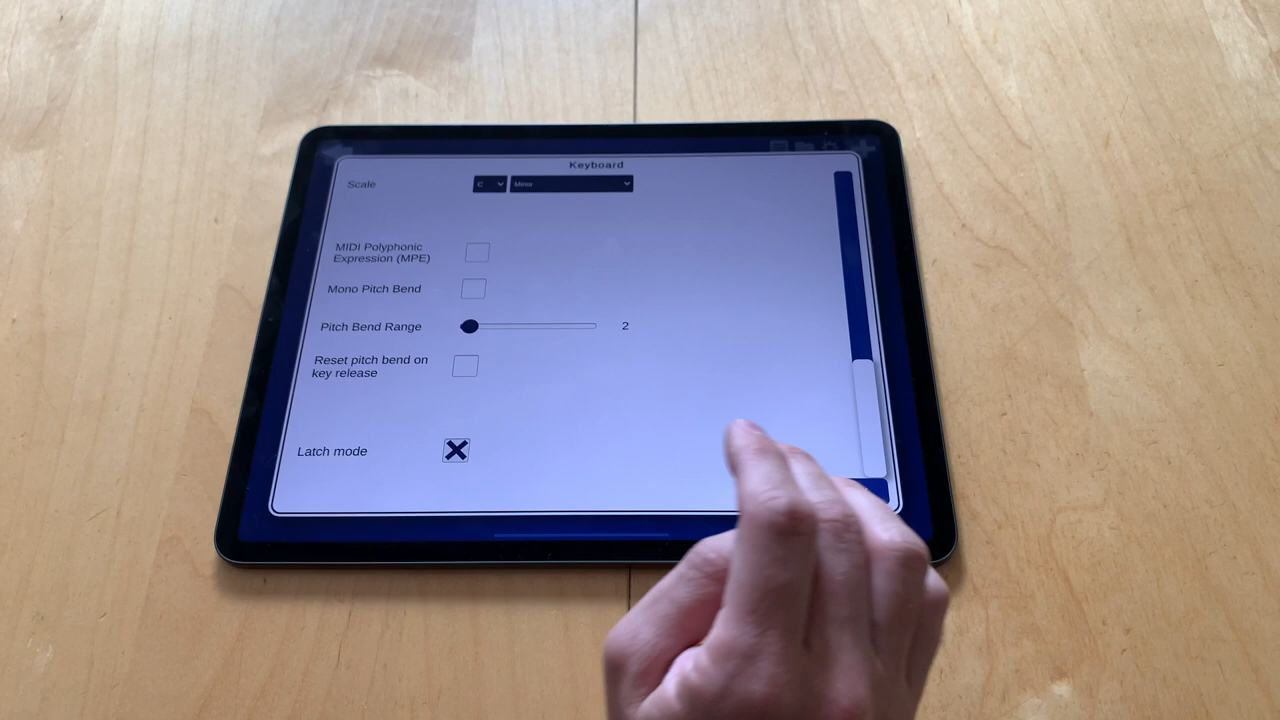 Keyboard
Scale C Minor
MIDI Polyphonic
Expression (MPE)
Mono Pitch Bend
Pitch Bend Range 2
Reset pitch bend on
key release
Latch mode